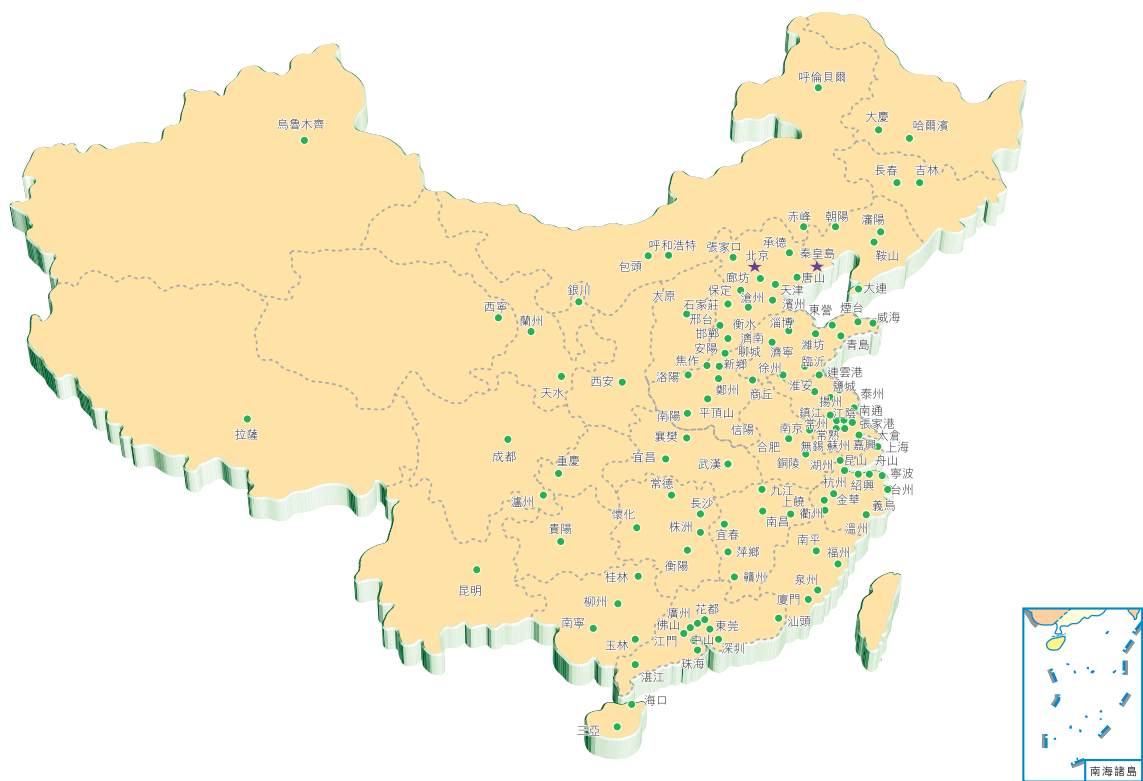 呼倫貝爾
大慶
哈爾濱
烏魯木齊
長春
吉林
赤峰
朝陽
瀋陽
呼和浩特
張家口
承德
北京
秦皇島
鞍山
包頭
廊坊
唐山
銀川
太原
保定
天津
大連
石家莊
滄州
濱州
西寧
蘭州
邢台
衡水
淄博
東營
煙台
威海
邯鄲
濟南
濰坊
青島
安陽
聊城
濟寧
焦作
新鄉
徐州
臨沂
洛陽
連雲港
天水
西安
鄭州
商丘
淮安
鹽城
揚州
泰州
南陽
平頂山
鎮江
江陰
南通
拉薩
襄樊
信陽
南京
常州
張家港
常熟
太倉
成都
重慶
宜昌
武漢
合肥
無錫
蘇州
嘉興
上海
銅陵
湖州
昆山
舟山
寧波
瀘州
常德
九江
上饒
杭州
紹興
台州
長沙
金華
義烏
貴陽
懷化
株洲
宜春
南昌
衢州
溫州
衡陽
萍鄉
南平
福州
昆明
桂林
贛州
泉州
柳州
廣州
花都
廈門
南寧
佛山
東莞
汕頭
玉林
江門
中山
深圳
珠海
湛江
海口
三亞
南海諸島